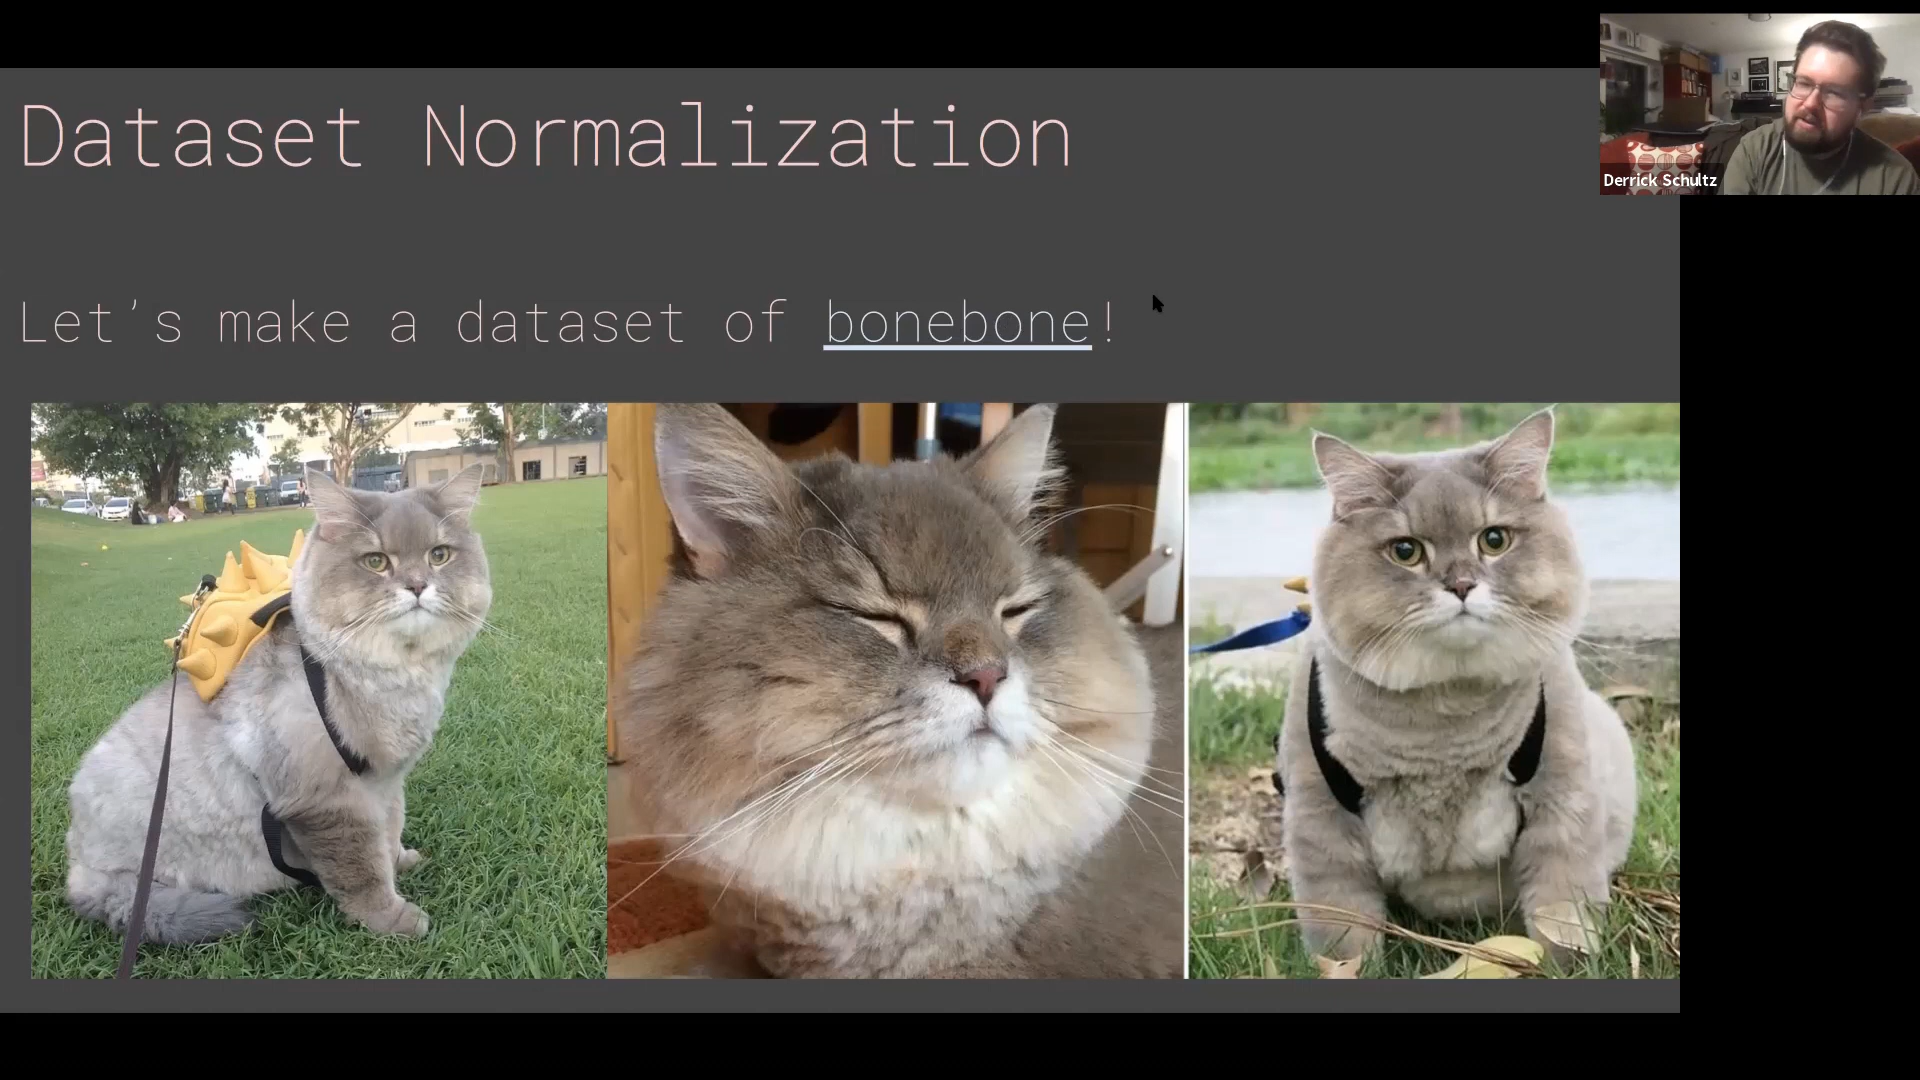 Dataset Normalization
Derrick Schultz
Let's make a dataset of bonebone!